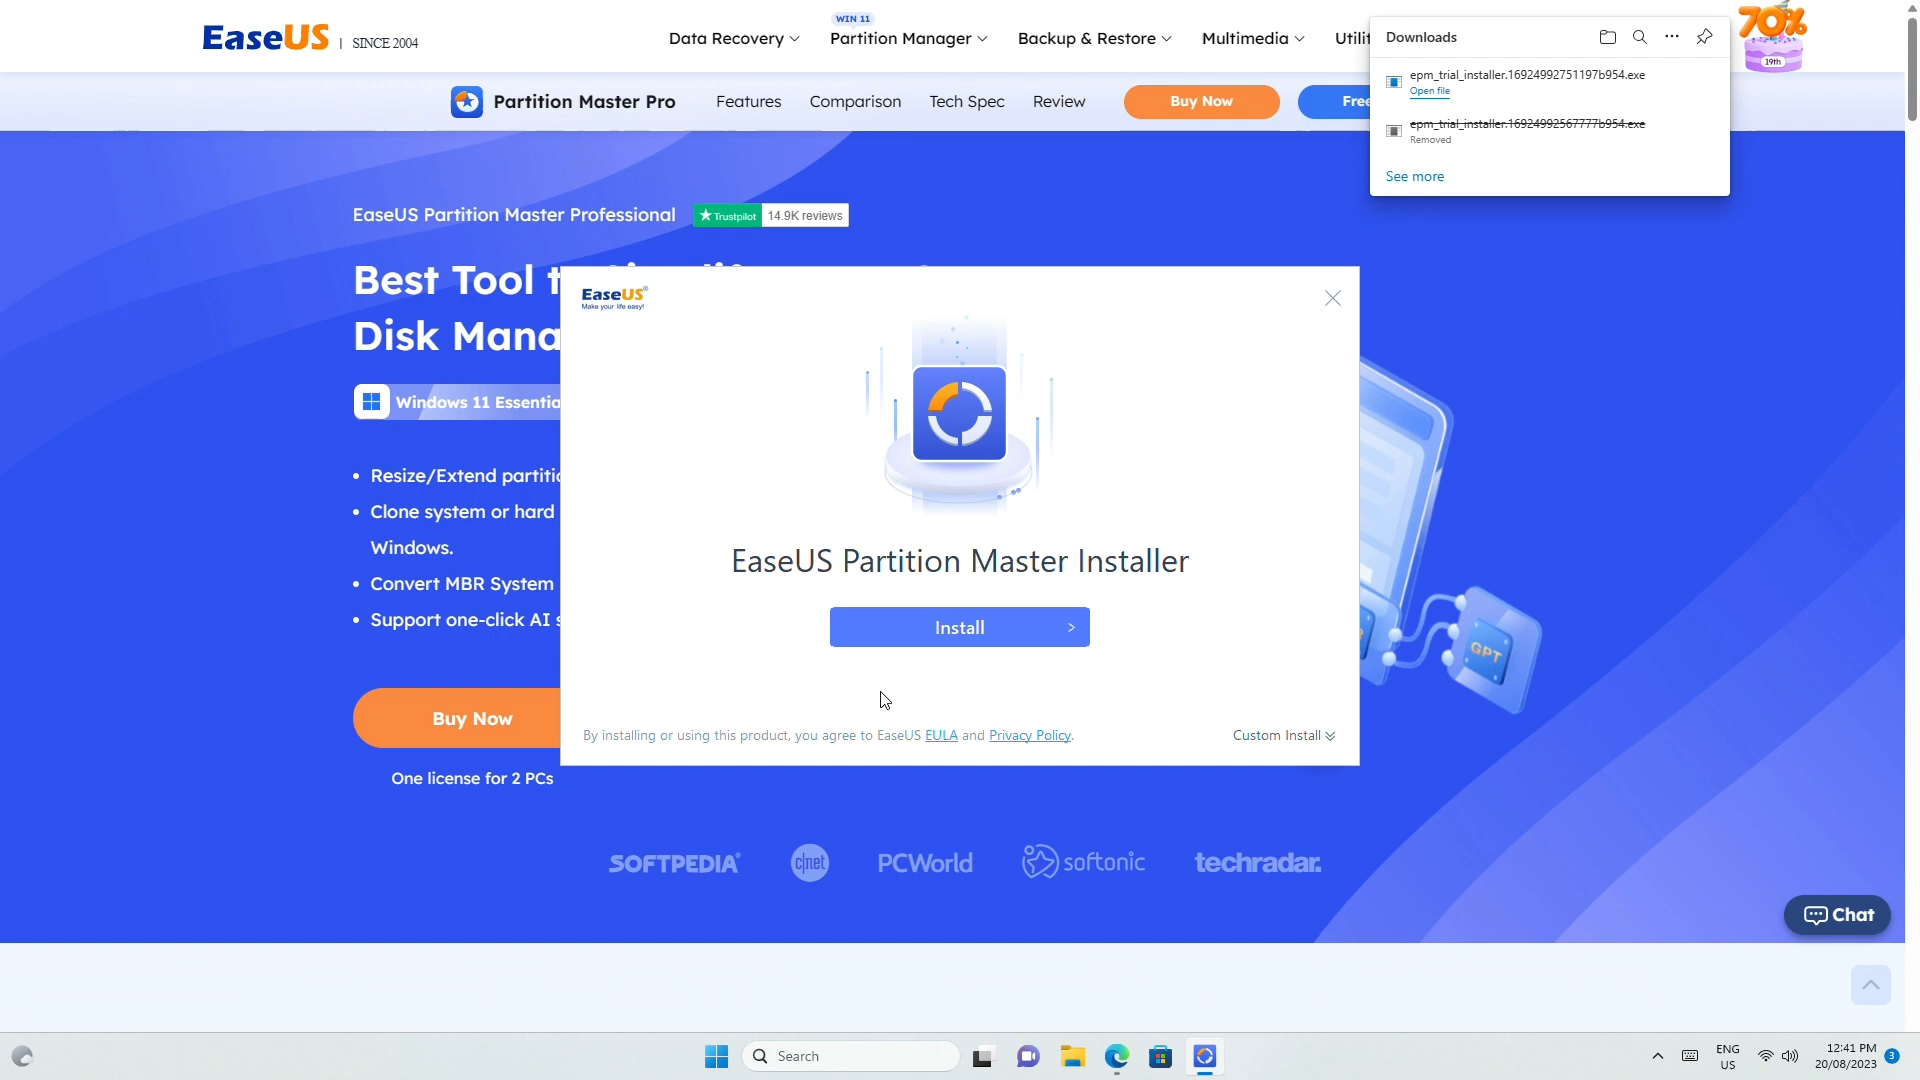 EaseUS | SINCE 2004
Data Recovery
WIN 11
Partition Manager
Backup & Restore
Multimedia
Utilit
70%
19th
Downloads
epm_trial_installer.16924992751197b954.exe
Open file
epm_trial_installer.16924992567777b954.exe
Removed
See more
Partition Master Pro
Features
Comparison
Tech Spec
Review
Buy Now
Free
EaseUS Partition Master Professional
Trustpilot
14.9K reviews
Best Tool t
Disk Mana
Windows 11 Essentia
Resize/Extend partitio
Clone system or hard
Windows.
Convert MBR System
Support one-click AI s
Buy Now
One license for 2 PCs
EaseUS®
Make your life easy!
EaseUS Partition Master Installer
Install >
By installing or using this product, you agree to EaseUS EULA and Privacy Policy.
Custom Install
GPT
SOFTPEDIA®
c|net
PCWorld
softonic
techradar.
Chat
Search
ENG
US
12:41 PM
20/08/2023
3